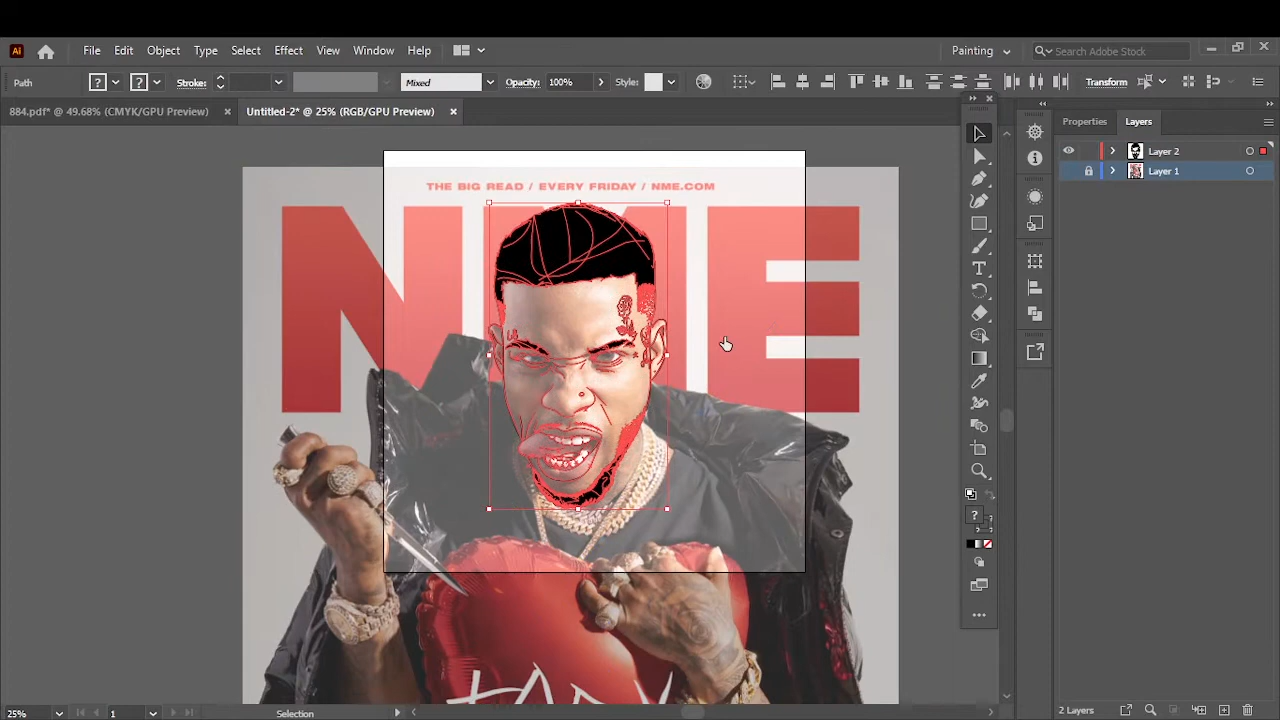 Ai File Edit Object Type Select Effect View Window Help Painting Search Adobe Stock
Path ? ? Stroke: Mixed Opacity: 100% Style: Transform
884.pdf* @ 49.68% (CMYK/GPU Preview) Untitled-2* @ 25% (RGB/GPU Preview)
Properties Layers
Layer 2
Layer 1
THE BIG READ / EVERY FRIDAY / NME.COM
NME
T
?
25% 1 Selection 2 Layers